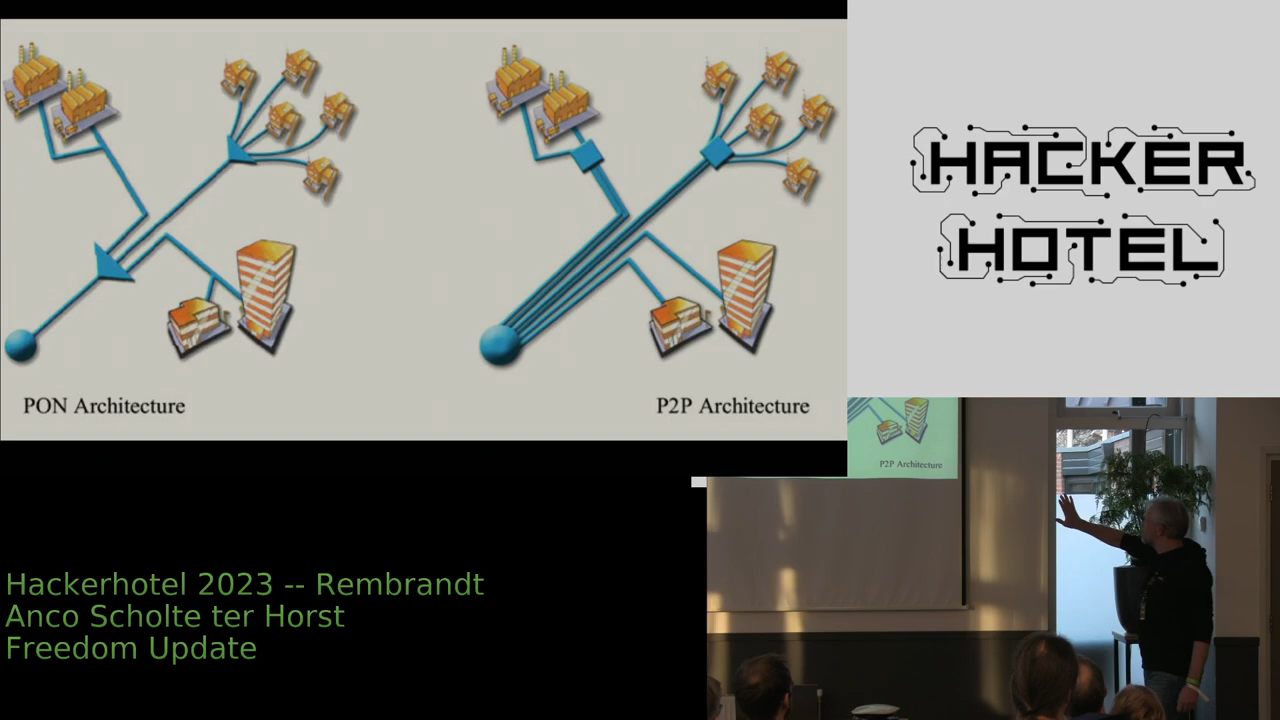 PON Architecture
P2P Architecture
HACKER
HOTEL
P2P Architecture
Hackerhotel 2023 -- Rembrandt
Anco Scholte ter Horst
Freedom Update